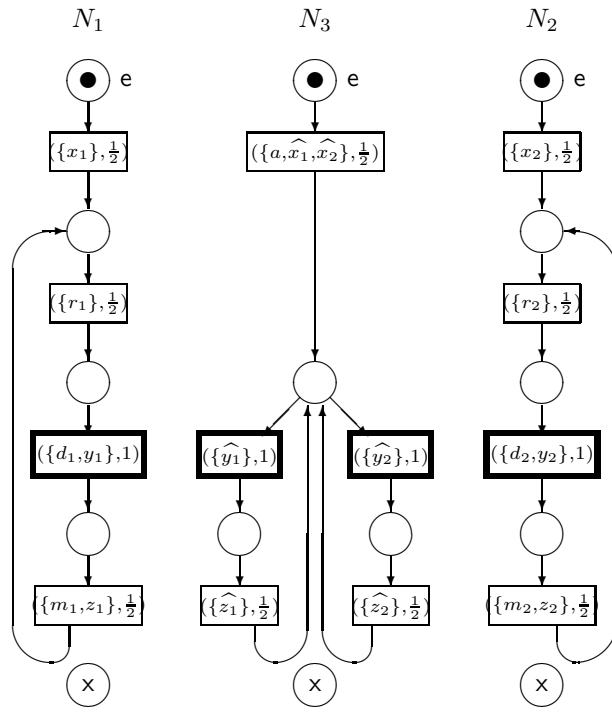 N₁ N₃ N₂
e e e
({x₁},½) ({a,x̂₁,x̂₂},½) ({x₂},½)
({r₁},½) ({r₂},½)
({d₁,y₁},1) ({ŷ₁},1) ({ŷ₂},1) ({d₂,y₂},1)
({m₁,z₁},½) ({ẑ₁},½) ({ẑ₂},½) ({m₂,z₂},½)
x x x